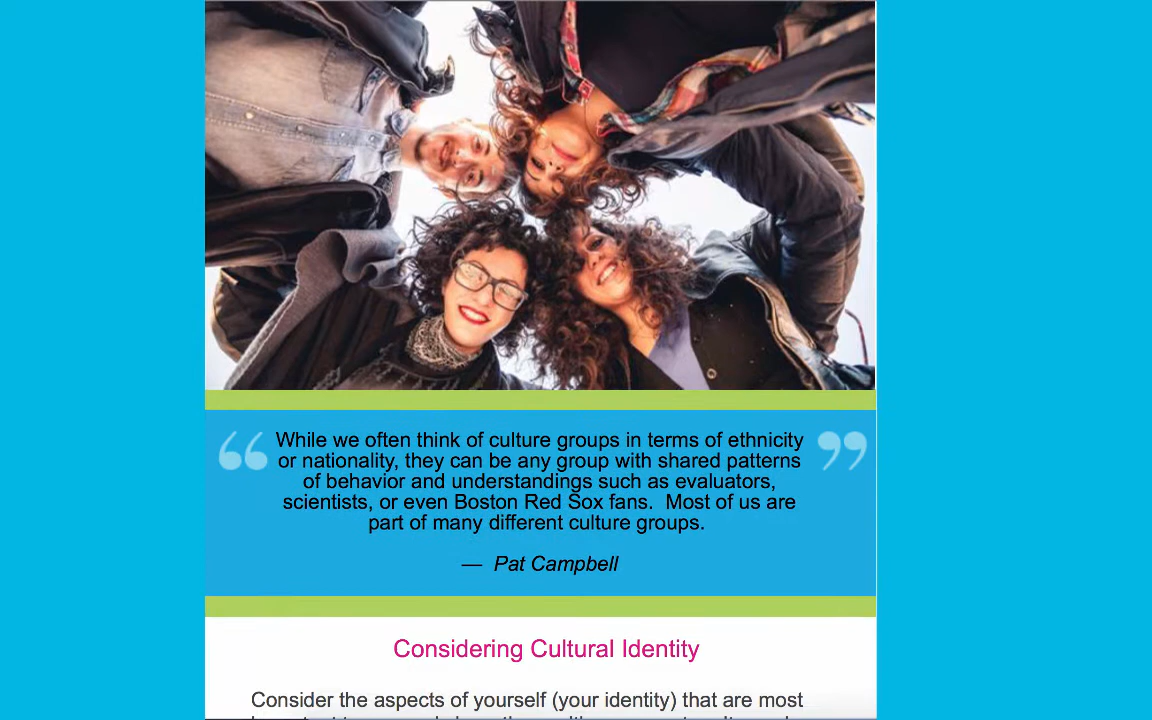 “ While we often think of culture groups in terms of ethnicity ”
or nationality, they can be any group with shared patterns
of behavior and understandings such as evaluators,
scientists, or even Boston Red Sox fans.  Most of us are
part of many different culture groups.
— Pat Campbell
Considering Cultural Identity
Consider the aspects of yourself (your identity) that are most